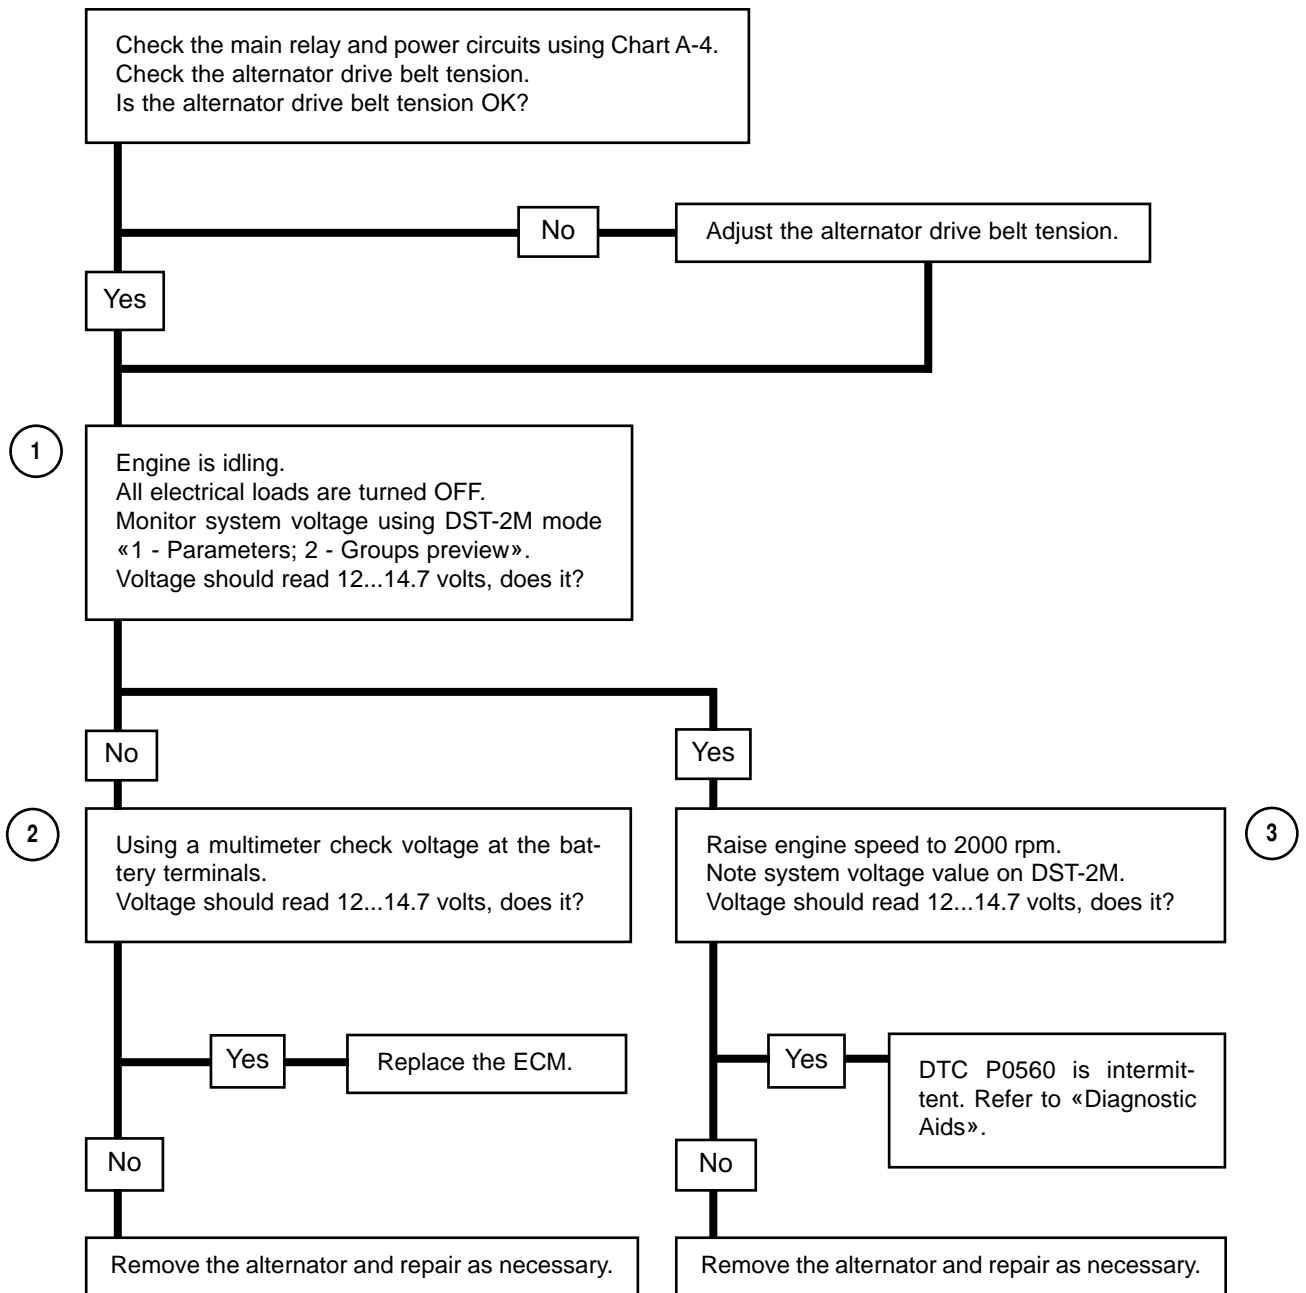 Check the main relay and power circuits using Chart A-4.
Check the alternator drive belt tension.
Is the alternator drive belt tension OK?
No
Adjust the alternator drive belt tension.
Yes
1
Engine is idling.
All electrical loads are turned OFF.
Monitor system voltage using DST-2M mode
«1 - Parameters; 2 - Groups preview».
Voltage should read 12...14.7 volts, does it?
No
Yes
2
Using a multimeter check voltage at the bat-
tery terminals.
Voltage should read 12...14.7 volts, does it?
Raise engine speed to 2000 rpm.
Note system voltage value on DST-2M.
Voltage should read 12...14.7 volts, does it?
3
Yes
Replace the ECM.
Yes
DTC P0560 is intermit-
tent. Refer to «Diagnostic
Aids».
No
No
Remove the alternator and repair as necessary.
Remove the alternator and repair as necessary.